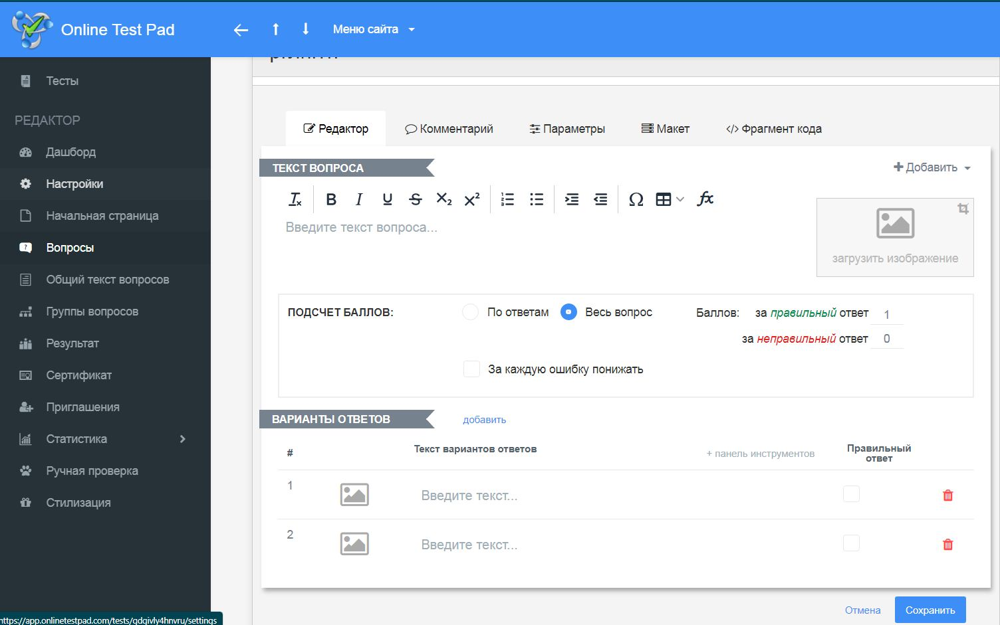 Online Test Pad
Меню сайта
Тесты
РЕДАКТОР
Дашборд
Настройки
Начальная страница
Вопросы
Общий текст вопросов
Группы вопросов
Результат
Сертификат
Приглашения
Статистика
Ручная проверка
Стилизация
Редактор
Комментарий
Параметры
Макет
</> Фрагмент кода
ТЕКСТ ВОПРОСА
+ Добавить
Введите текст вопроса...
загрузить изображение
ПОДСЧЕТ БАЛЛОВ:
По ответам
Весь вопрос
Баллов: за правильный ответ 1
за неправильный ответ 0
За каждую ошибку понижать
ВАРИАНТЫ ОТВЕТОВ
добавить
#
Текст вариантов ответов
+ панель инструментов
Правильный
ответ
1
Введите текст...
2
Введите текст...
Отмена
Сохранить
https://app.onlinetestpad.com/tests/gdqivly4hnvru/settings